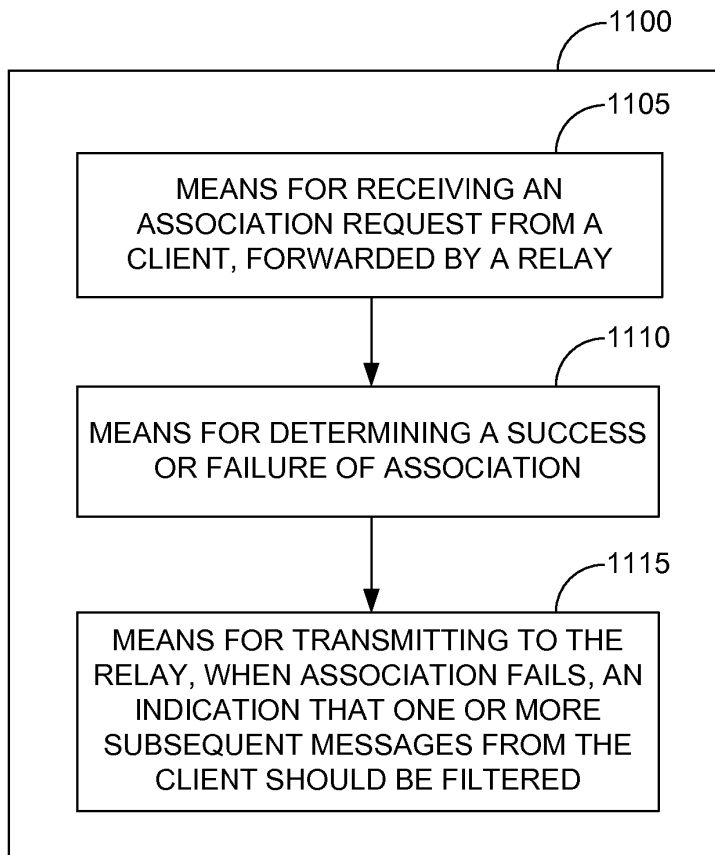 1100
1105
MEANS FOR RECEIVING AN
ASSOCIATION REQUEST FROM A
CLIENT, FORWARDED BY A RELAY
1110
MEANS FOR DETERMINING A SUCCESS
OR FAILURE OF ASSOCIATION
1115
MEANS FOR TRANSMITTING TO THE
RELAY, WHEN ASSOCIATION FAILS, AN
INDICATION THAT ONE OR MORE
SUBSEQUENT MESSAGES FROM THE
CLIENT SHOULD BE FILTERED